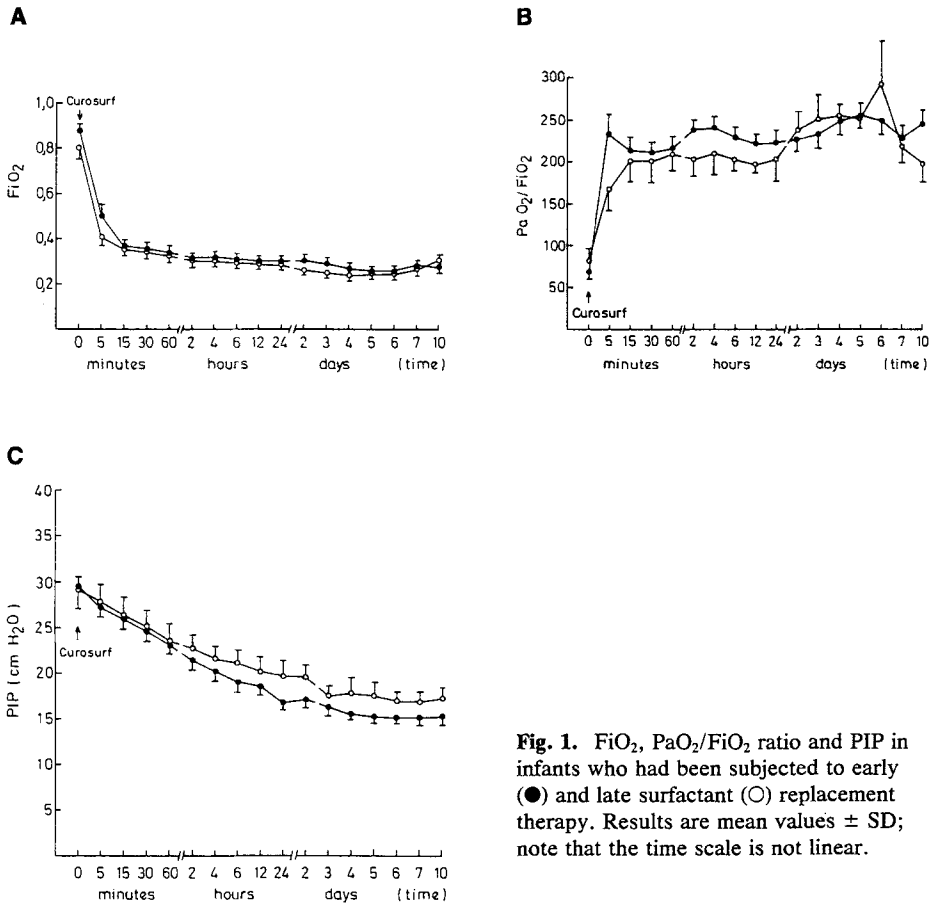 A
Curosurf
1,0
0,8
0,6
0,4
0,2
FiO₂
0 5 15 30 60 2 4 6 12 24 2 3 4 5 6 7 10
minutes hours days (time)
B
300
250
200
150
100
50
PaO₂/FiO₂
Curosurf
0 5 15 30 60 2 4 6 12 24 2 3 4 5 6 7 10
minutes hours days (time)
C
40
35
30
25
20
15
10
5
PIP (cm H₂O)
Curosurf
0 5 15 30 60 2 4 6 12 24 2 3 4 5 6 7 10
minutes hours days (time)
Fig. 1. FiO₂, PaO₂/FiO₂ ratio and PIP in
infants who had been subjected to early
(●) and late surfactant (○) replacement
therapy. Results are mean values ± SD;
note that the time scale is not linear.